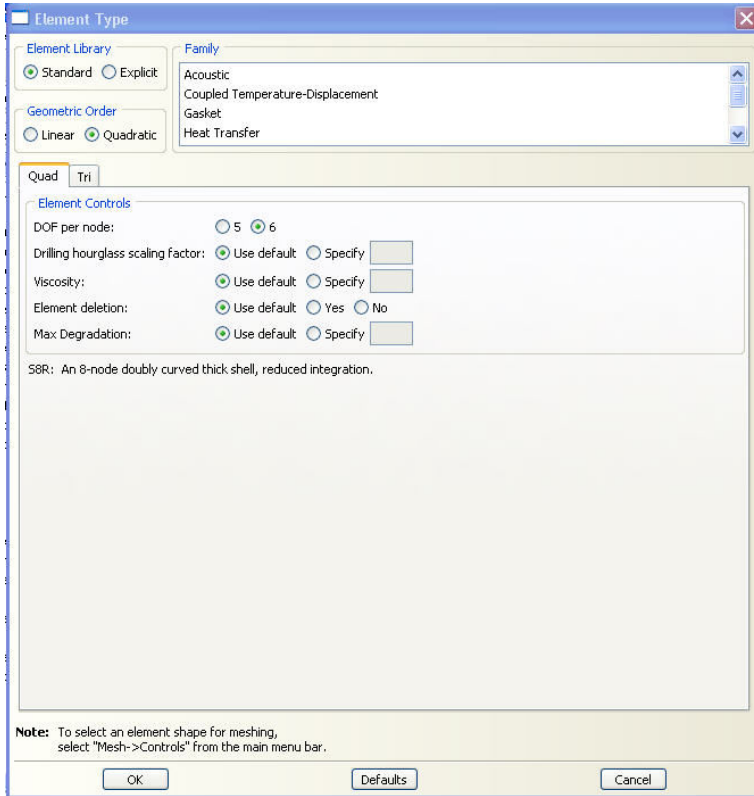 Element Type
Element Library
Family
Standard Explicit
Acoustic
Coupled Temperature-Displacement
Gasket
Heat Transfer
Geometric Order
Linear Quadratic
Quad Tri
Element Controls
DOF per node: 5 6
Drilling hourglass scaling factor: Use default Specify
Viscosity: Use default Specify
Element deletion: Use default Yes No
Max Degradation: Use default Specify
S8R: An 8-node doubly curved thick shell, reduced integration.
Note: To select an element shape for meshing,
select "Mesh->Controls" from the main menu bar.
OK Defaults Cancel